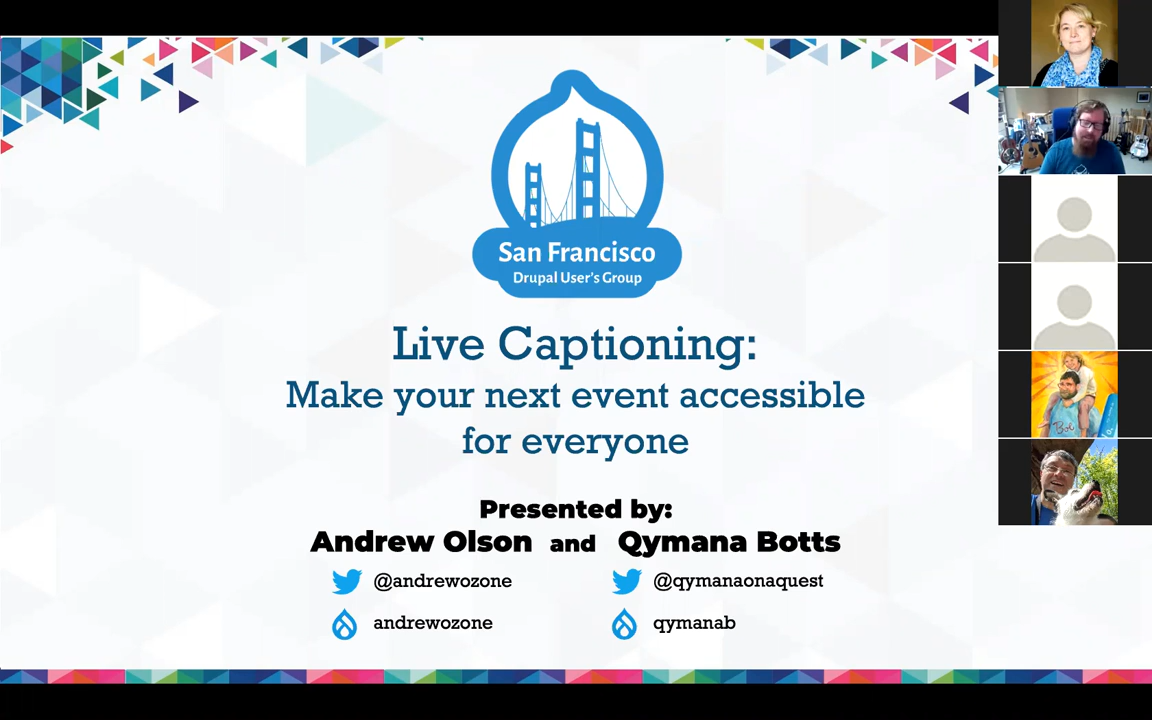 San Francisco
Drupal User's Group
Live Captioning:
Make your next event accessible
for everyone
Presented by:
Andrew Olson and Qymana Botts
@andrewozone @qymanaonaquest
andrewozone qymanab